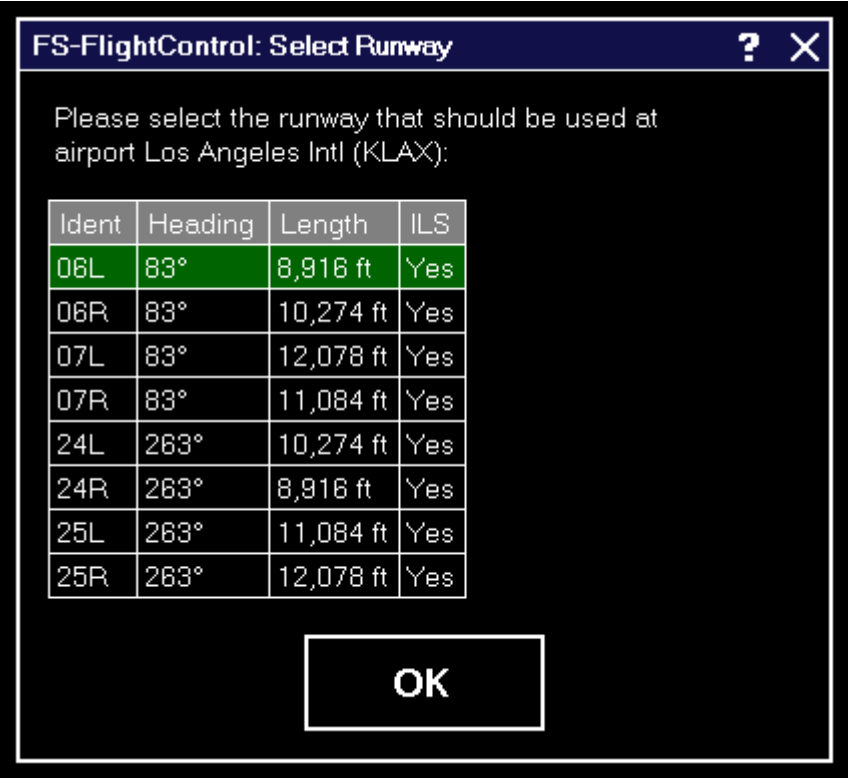 FS-FlightControl: Select Runway ?
Please select the runway that should be used at
airport Los Angeles Intl (KLAX):
Ident Heading Length ILS
06L 83° 8,916 ft Yes
06R 83° 10,274 ft Yes
07L 83° 12,078 ft Yes
07R 83° 11,084 ft Yes
24L 263° 10,274 ft Yes
24R 263° 8,916 ft Yes
25L 263° 11,084 ft Yes
25R 263° 12,078 ft Yes
OK